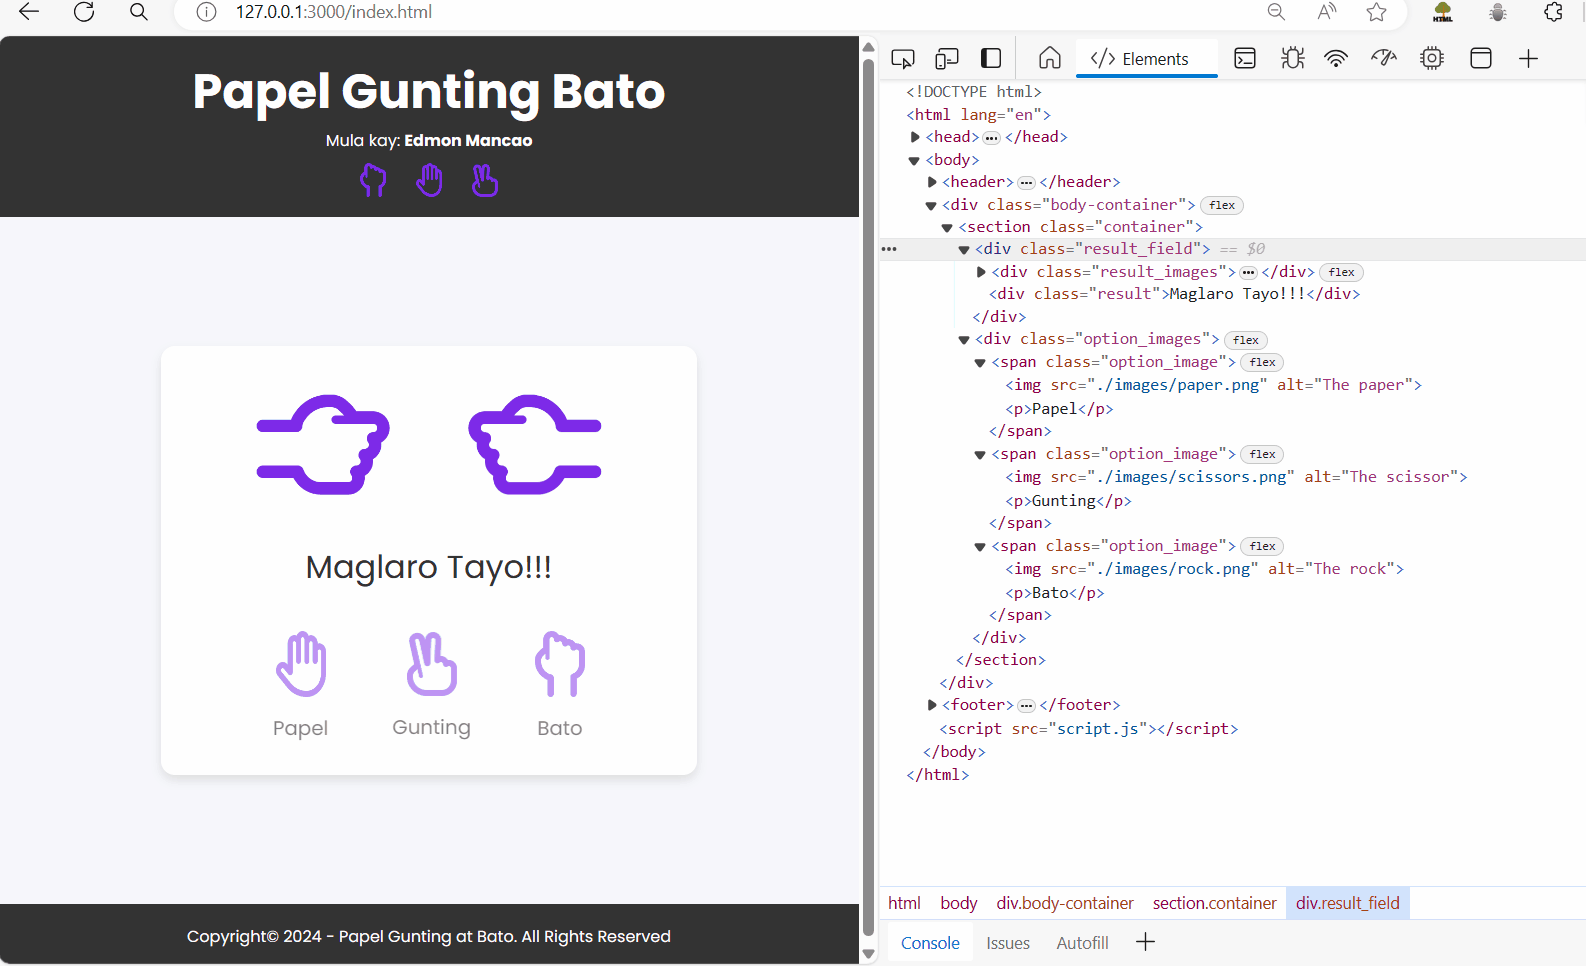 127.0.0.1:3000/index.html
Papel Gunting Bato
Mula kay: Edmon Mancao
Maglaro Tayo!!!
Papel
Gunting
Bato
Copyright© 2024 - Papel Gunting at Bato. All Rights Reserved
HTML
Elements
<!DOCTYPE html>
<html lang="en">
<head>…</head>
<body>
<header>…</header>
<div class="body-container"> flex
<section class="container">
<div class="result_field"> == $0
<div class="result_images">…</div> flex
<div class="result">Maglaro Tayo!!!</div>
</div>
<div class="option_images"> flex
<span class="option_image"> flex
<img src="./images/paper.png" alt="The paper">
<p>Papel</p>
</span>
<span class="option_image"> flex
<img src="./images/scissors.png" alt="The scissor">
<p>Gunting</p>
</span>
<span class="option_image"> flex
<img src="./images/rock.png" alt="The rock">
<p>Bato</p>
</span>
</div>
</section>
</div>
<footer>…</footer>
<script src="script.js"></script>
</body>
</html>
html body div.body-container section.container div.result_field
Console Issues Autofill